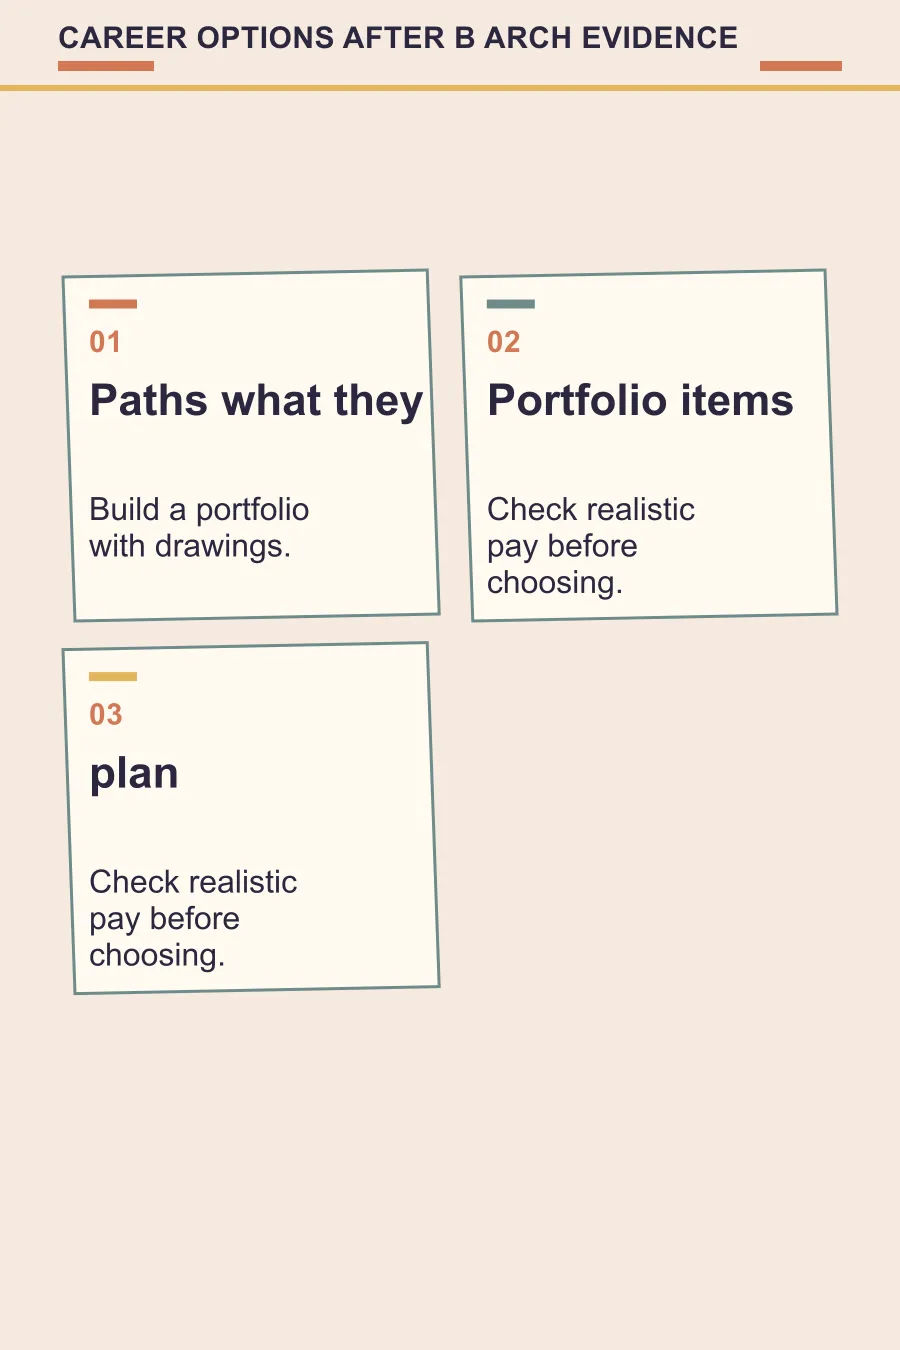 CAREER OPTIONS AFTER B ARCH EVIDENCE
01
Paths what they
Build a portfolio
with drawings.
02
Portfolio items
Check realistic
pay before
choosing.
03
plan
Check realistic
pay before
choosing.